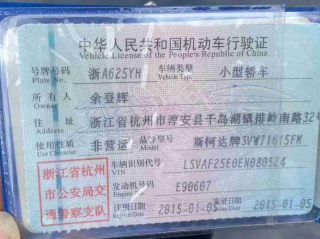 中华人民共和国机动车行驶证
Vehicle License of the People's Republic of China
号牌号码 浙A625YH 车辆类型 小型轿车
Plate No. Vehicle Type
所有人 余登辉
住址 浙江省杭州市淳安县千岛湖镇排岭南路32号
使用性质 非营运 品牌型号 斯柯达牌SVW71615FM
浙江省杭州市公安局交通警察支队
车辆识别代号 LSVAF25E0EN080524
VIN
发动机号码 E90607
注册日期 2015-01-05 发证日期 2015-01-05